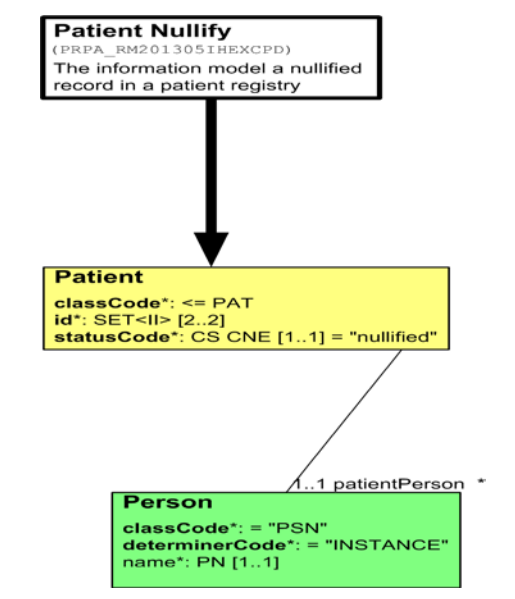 Patient Nullify
(PRPA_RM201305IHEXCPD)
The information model a nullified
record in a patient registry
Patient
classCode*: <= PAT
id*: SET<II> [2..2]
statusCode*: CS CNE [1..1] = "nullified"
1..1 patientPerson *
Person
classCode*: = "PSN"
determinerCode*: = "INSTANCE"
name*: PN [1..1]